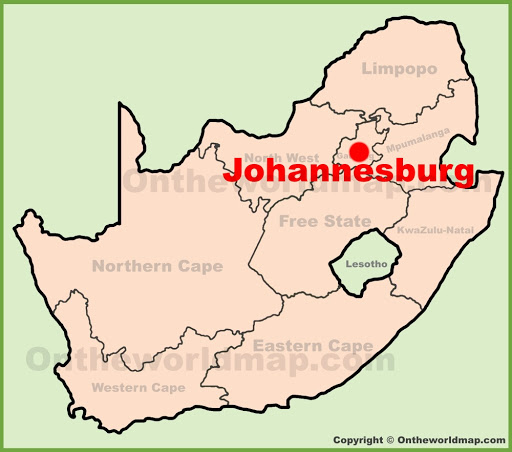 Limpopo
Mpumalanga
North West
Johannesburg
Ontheworldmap.com
Free State
KwaZulu-Natal
Lesotho
Northern Cape
Eastern Cape
Ontheworldmap.com
Western Cape
Copyright © Ontheworldmap.com